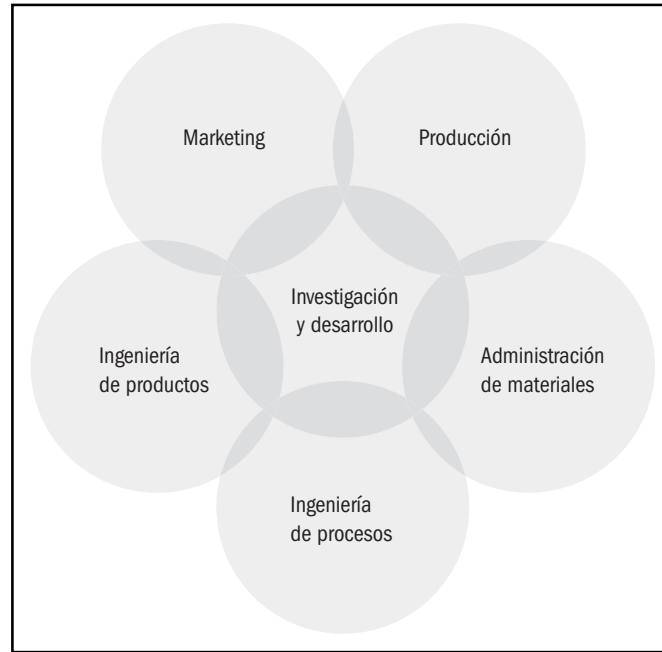 Marketing
Producción
Investigación
y desarrollo
Ingeniería
de productos
Administración
de materiales
Ingeniería
de procesos